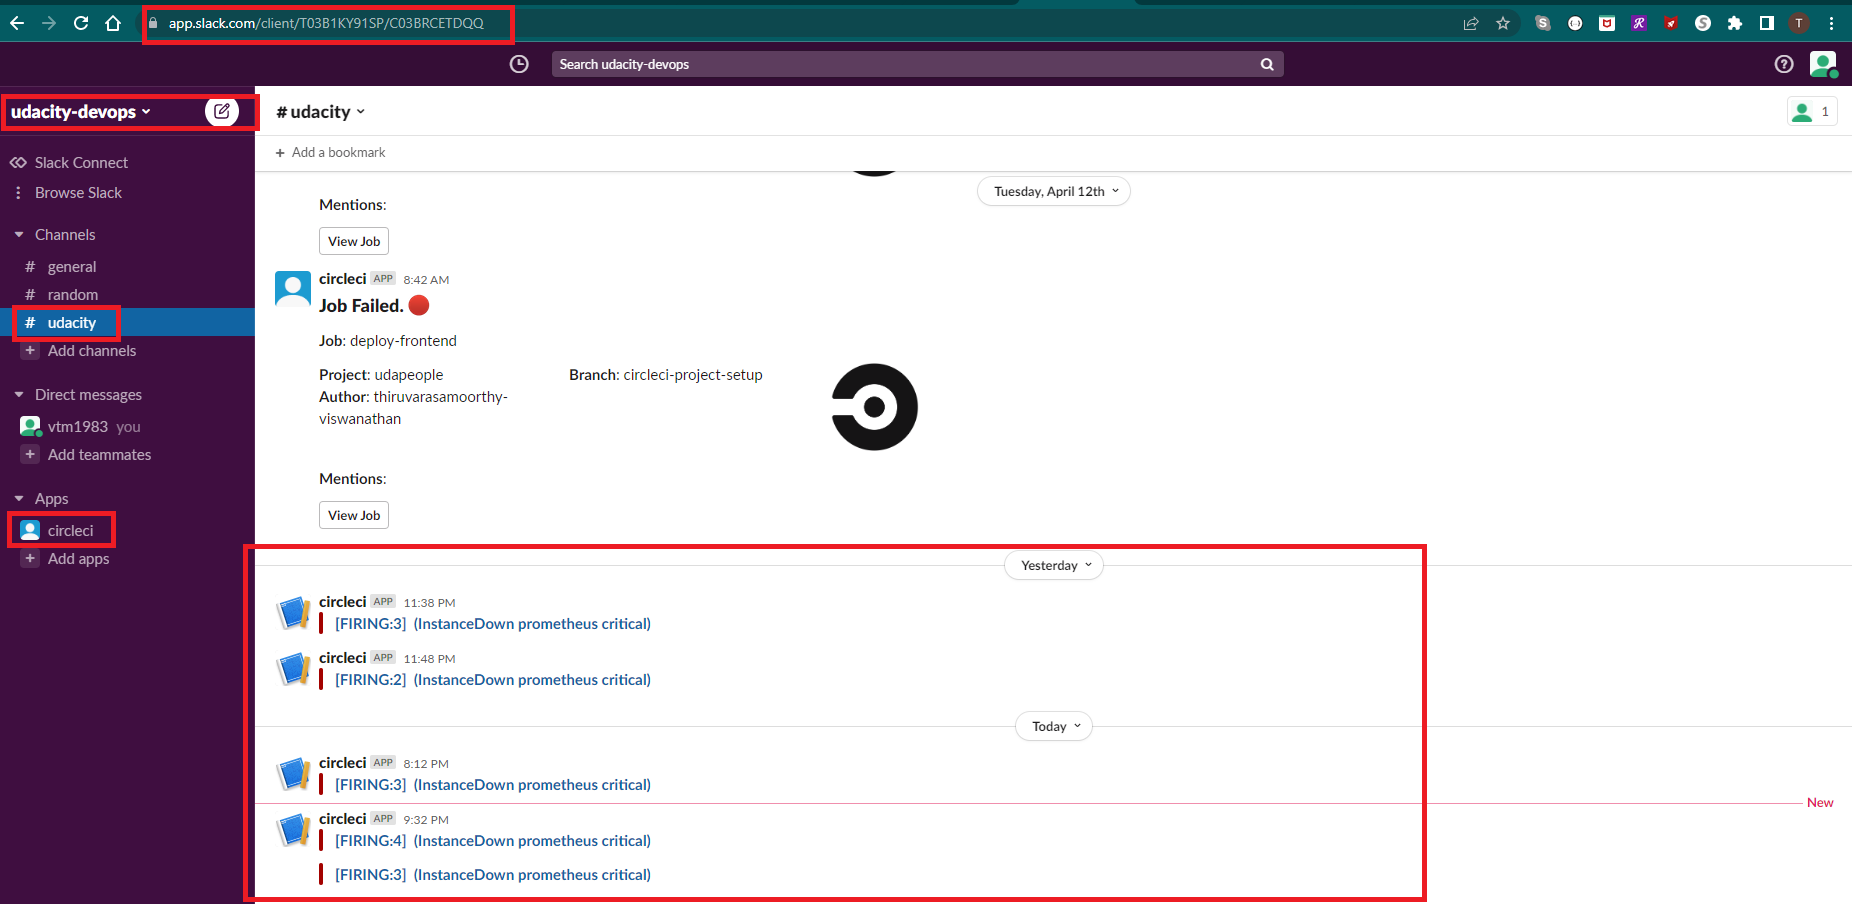 app.slack.com/client/T03B1KY91SP/C03BRCETDQQ
T
Search udacity-devops
udacity-devops
# udacity
1
Add a bookmark
Slack Connect
Browse Slack
Channels
# general
# random
# udacity
+ Add channels
Direct messages
vtm1983 you
+ Add teammates
Apps
circleci
+ Add apps
Tuesday, April 12th
Mentions:
View Job
circleci APP 8:42 AM
Job Failed.
Job: deploy-frontend
Project: udapeople
Branch: circleci-project-setup
Author: thiruvarasamoorthy-
viswanathan
Mentions:
View Job
Yesterday
circleci APP 11:38 PM
[FIRING:3] (InstanceDown prometheus critical)
circleci APP 11:48 PM
[FIRING:2] (InstanceDown prometheus critical)
Today
circleci APP 8:12 PM
[FIRING:3] (InstanceDown prometheus critical)
New
circleci APP 9:32 PM
[FIRING:4] (InstanceDown prometheus critical)
[FIRING:3] (InstanceDown prometheus critical)